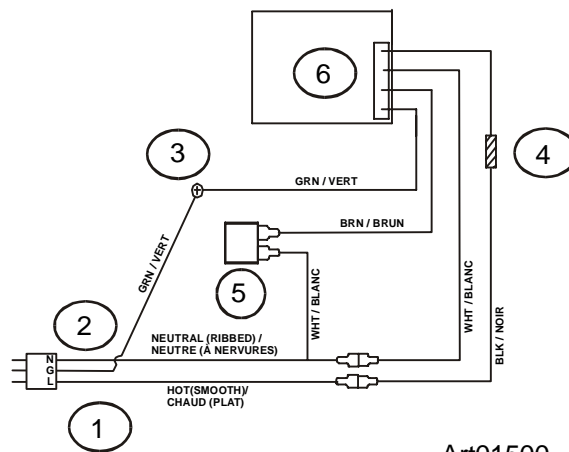 6
3
4
GRN / VERT
BRN / BRUN
GRN / VERT
5
WHT / BLANC
WHT / BLANC
BLK / NOIR
2
NEUTRAL (RIBBED) /
NEUTRE (À NERVURES)
N
G
L
HOT(SMOOTH)/
CHAUD (PLAT)
1